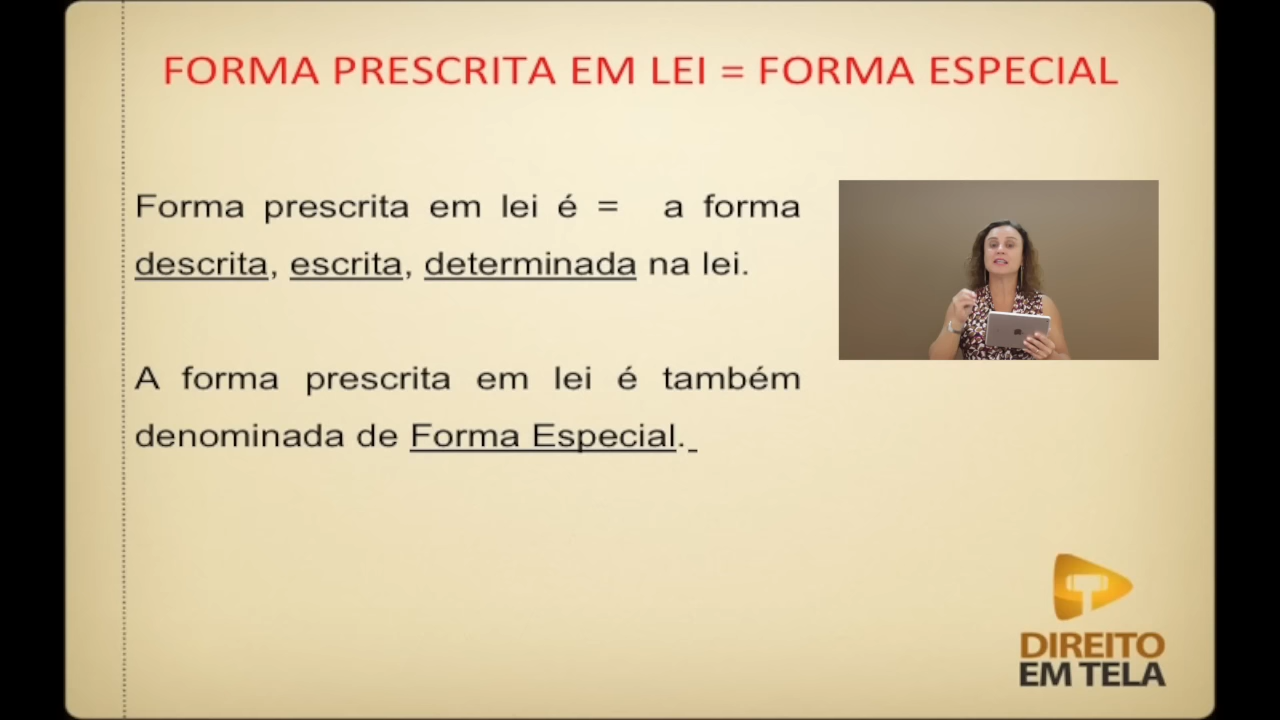 FORMA PRESCRITA EM LEI = FORMA ESPECIAL
Forma prescrita em lei é = a forma
descrita, escrita, determinada na lei.
A forma prescrita em lei é também
denominada de Forma Especial.
DIREITO
EM TELA